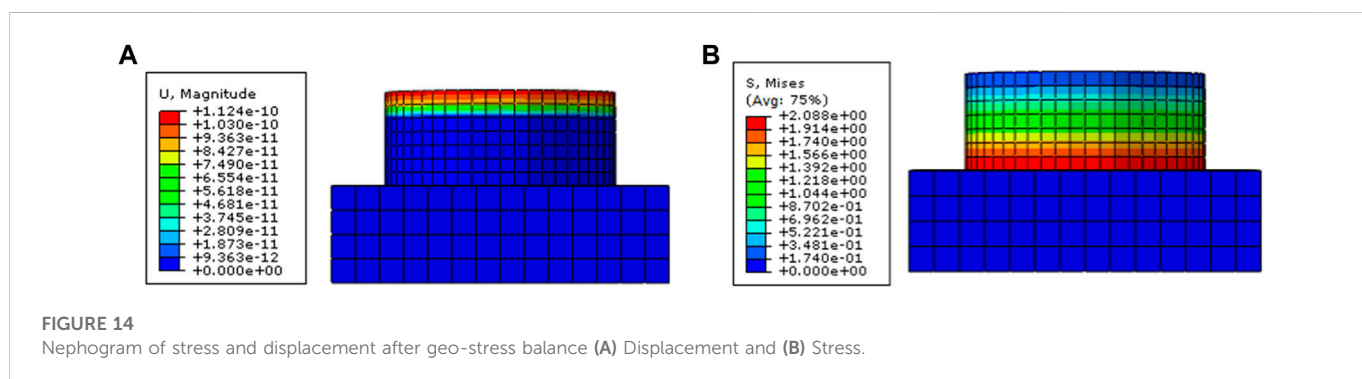 A
U, Magnitude
+1.124e-10
+1.030e-10
+9.363e-11
+8.427e-11
+7.490e-11
+6.554e-11
+5.618e-11
+4.681e-11
+3.745e-11
+2.809e-11
+1.873e-11
+9.363e-12
+0.000e+00
B
S, Mises
(Avg: 75%)
+2.088e+00
+1.914e+00
+1.740e+00
+1.566e+00
+1.392e+00
+1.218e+00
+1.044e+00
+8.702e-01
+6.962e-01
+5.221e-01
+3.481e-01
+1.740e-01
+0.000e+00
FIGURE 14
Nephogram of stress and displacement after geo-stress balance (A) Displacement and (B) Stress.